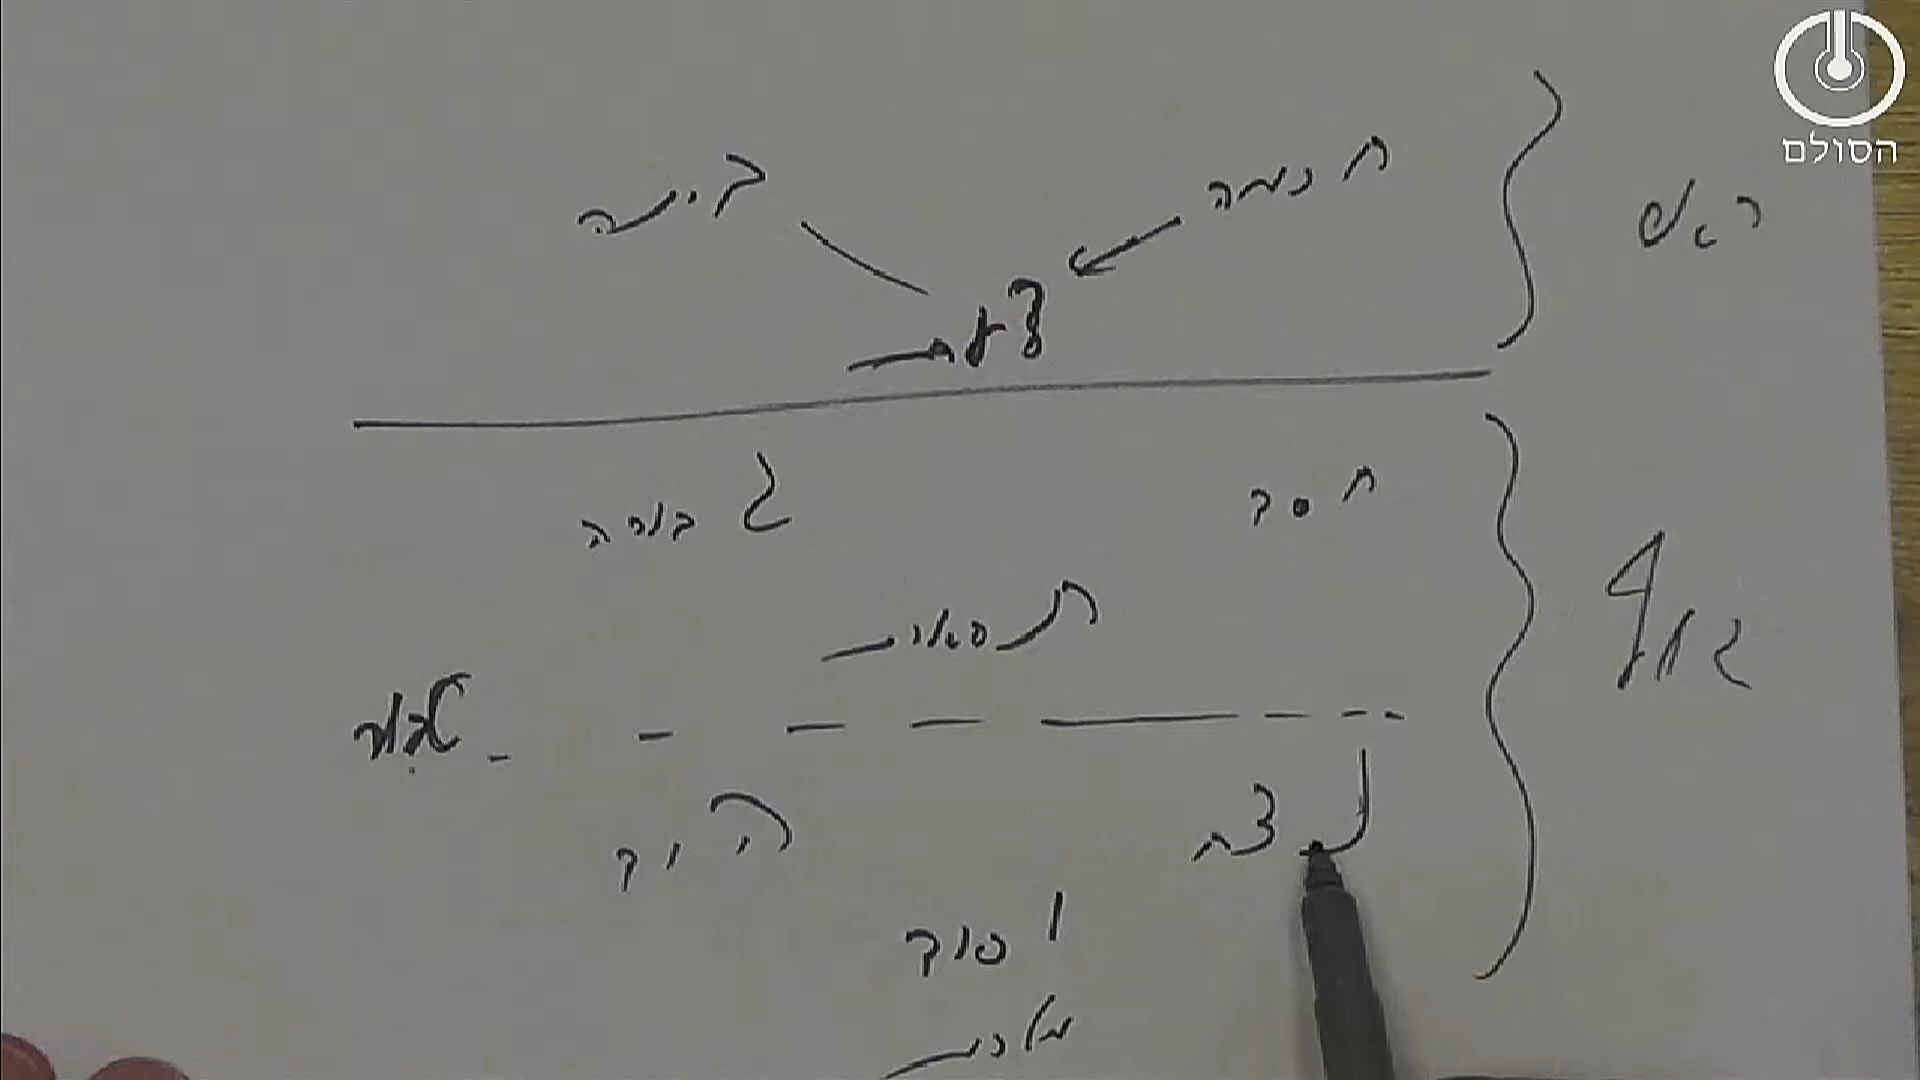 הסולם
חכמה בינה
ראש
דעת
חסד גבורה
תפארת
גוף
טבור
נצח הוד
יסוד
מלכות